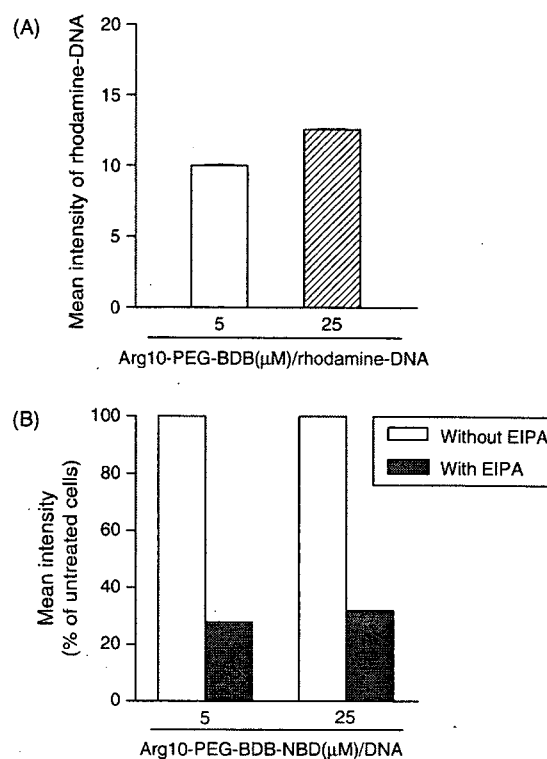 (A)
Mean intensity of rhodamine-DNA
20
15
10
5
0
5 25
Arg10-PEG-BDB(µM)/rhodamine-DNA
(B)
Mean intensity
(% of untreated cells)
100
80
60
40
20
0
Without EIPA
With EIPA
5 25
Arg10-PEG-BDB-NBD(µM)/DNA